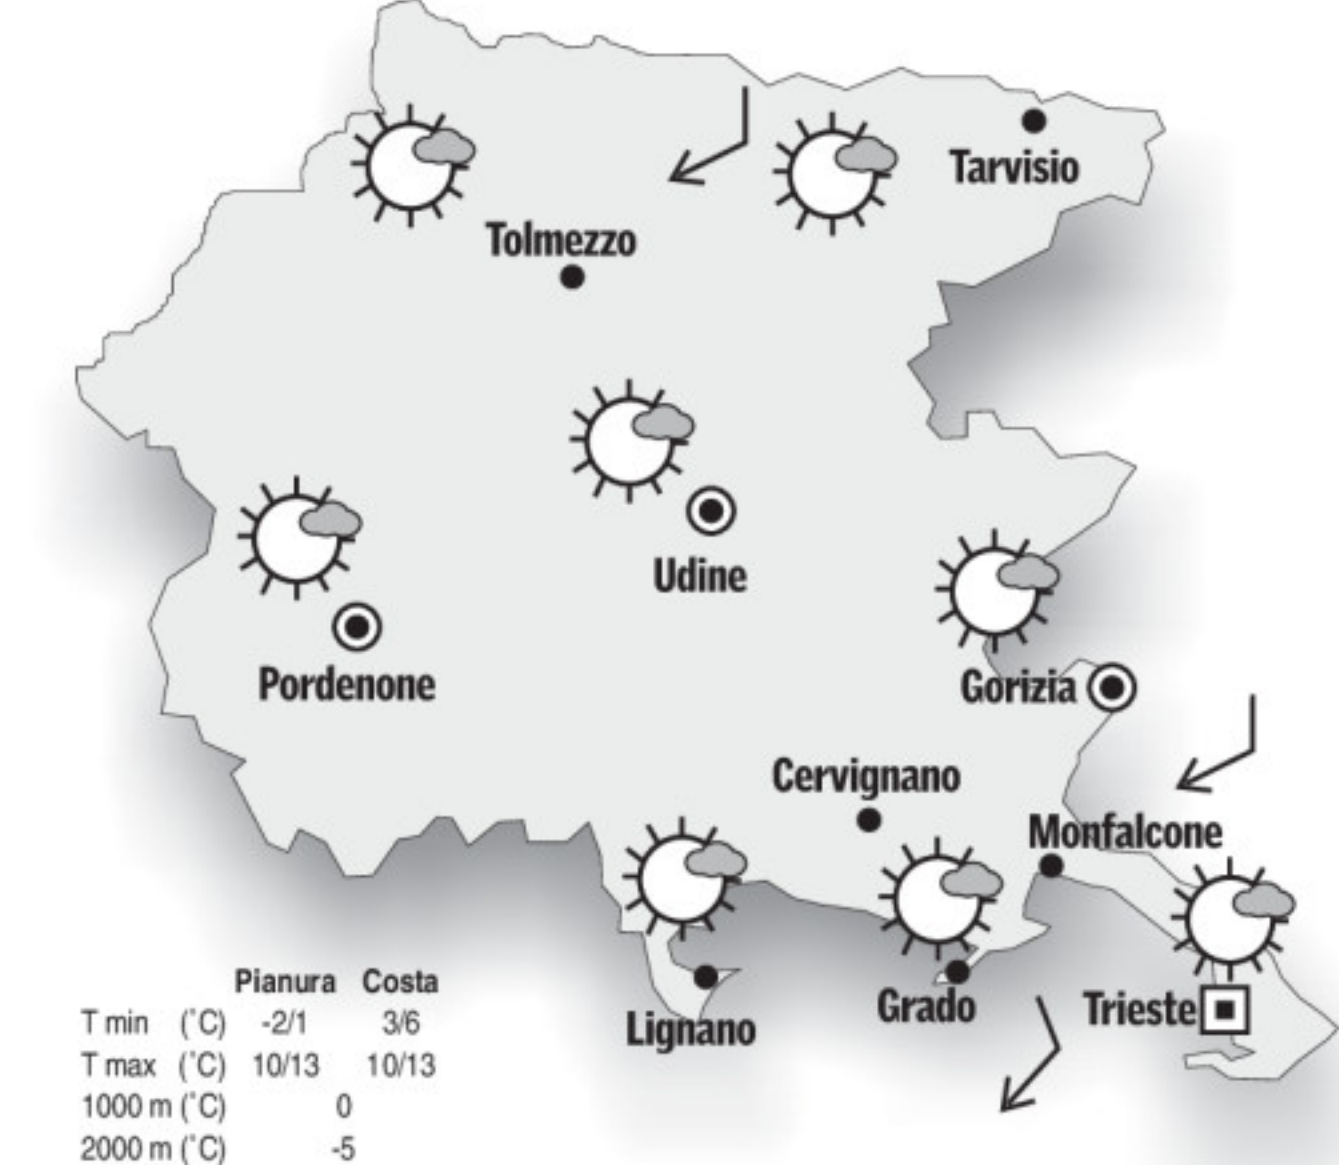 Tarvisio
Tolmezzo
Udine
Pordenone
Gorizia
Cervignano
Monfalcone
Grado
Trieste
Lignano
Pianura Costa
T min (°C) -2/1 3/6
T max (°C) 10/13 10/13
1000 m (°C) 0
2000 m (°C) -5